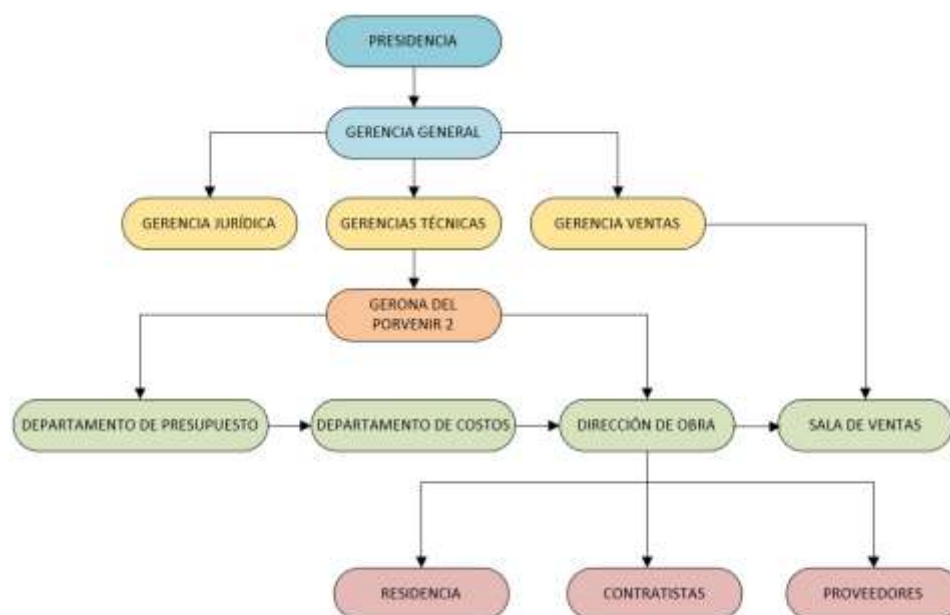 PRESIDENCIA
GERENCIA GENERAL
GERENCIA JURÍDICA
GERENCIAS TÉCNICAS
GERENCIA VENTAS
GERONA DEL
PORVENIR 2
DEPARTAMENTO DE PRESUPUESTO
DEPARTAMENTO DE COSTOS
DIRECCIÓN DE OBRA
SALA DE VENTAS
RESIDENCIA
CONTRATISTAS
PROVEEDORES